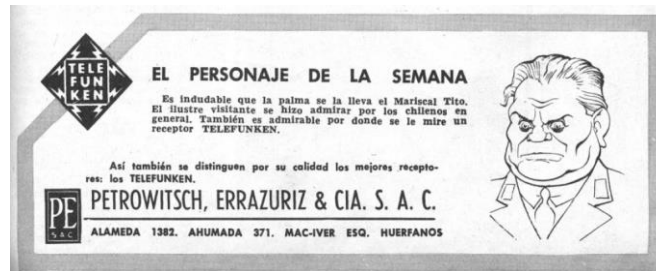 TELE
FUN
KEN
EL PERSONAJE DE LA SEMANA
Es indudable que la palma se la lleva el Mariscal Tito.
El ilustre visitante se hizo admirar por los chilenos en
general. También es admirable por donde se le mire un
receptor TELEFUNKEN.
Así también se distinguen por su calidad los mejores recepto-
res: los TELEFUNKEN.
PE
S A C
PETROWITSCH, ERRAZURIZ & CIA. S. A. C.
ALAMEDA 1382. AHUMADA 371. MAC-IVER ESQ. HUERFANOS